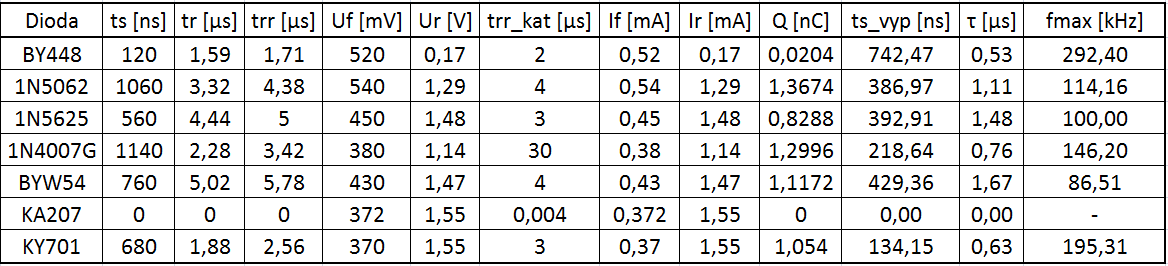 Dioda ts [ns] tr [µs] trr [µs] Uf [mV] Ur [V] trr_kat [µs] If [mA] Ir [mA] Q [nC] ts_vyp [ns] τ [µs] fmax [kHz]
BY448 120 1,59 1,71 520 0,17 2 0,52 0,17 0,0204 742,47 0,53 292,40
1N5062 1060 3,32 4,38 540 1,29 4 0,54 1,29 1,3674 386,97 1,11 114,16
1N5625 560 4,44 5 450 1,48 3 0,45 1,48 0,8288 392,91 1,48 100,00
1N4007G 1140 2,28 3,42 380 1,14 30 0,38 1,14 1,2996 218,64 0,76 146,20
BYW54 760 5,02 5,78 430 1,47 4 0,43 1,47 1,1172 429,36 1,67 86,51
KA207 0 0 0 372 1,55 0,004 0,372 1,55 0 0,00 0,00 -
KY701 680 1,88 2,56 370 1,55 3 0,37 1,55 1,054 134,15 0,63 195,31